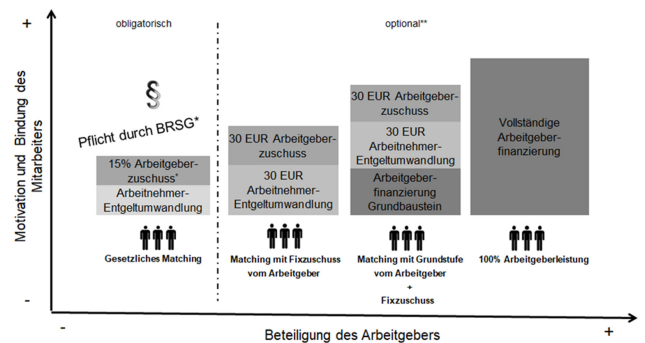 +
obligatorisch
optional**
Motivation und Bindung des
Mitarbeiters
§
Pflicht durch BRSG*
15% Arbeitgeber-
zuschuss*
Arbeitnehmer-
Entgeltumwandlung
Gesetzliches Matching
30 EUR Arbeitgeber-
zuschuss
30 EUR
Arbeitnehmer-
Entgeltumwandlung
Matching mit Fixzuschuss
vom Arbeitgeber
30 EUR Arbeitgeber-
zuschuss
30 EUR
Arbeitnehmer-
Entgeltumwandlung
Arbeitgeber-
finanzierung
Grundbaustein
Matching mit Grundstufe
vom Arbeitgeber
+
Fixzuschuss
Vollständige
Arbeitgeber-
finanzierung
100% Arbeitgeberleistung
-
-
Beteiligung des Arbeitgebers
+